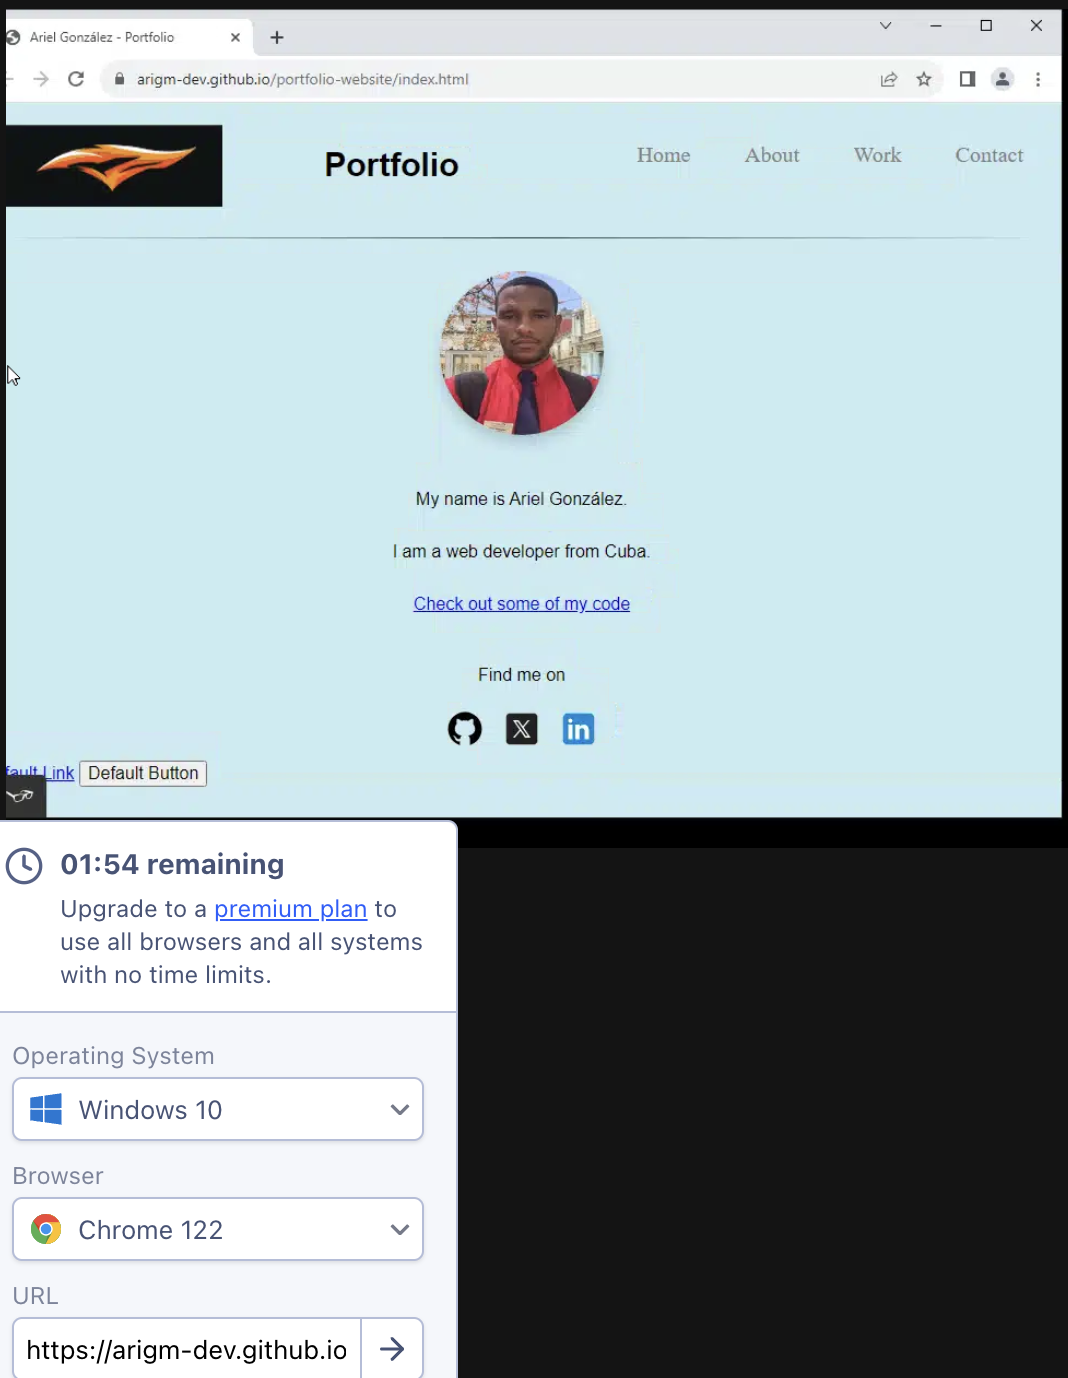 Ariel González - Portfolio
arigm-dev.github.io/portfolio-website/index.html
Portfolio
Home About Work Contact
My name is Ariel González.
I am a web developer from Cuba.
Check out some of my code
Find me on
X in
fault Link Default Button
01:54 remaining
Upgrade to a premium plan to
use all browsers and all systems
with no time limits.
Operating System
Windows 10
Browser
Chrome 122
URL
https://arigm-dev.github.io